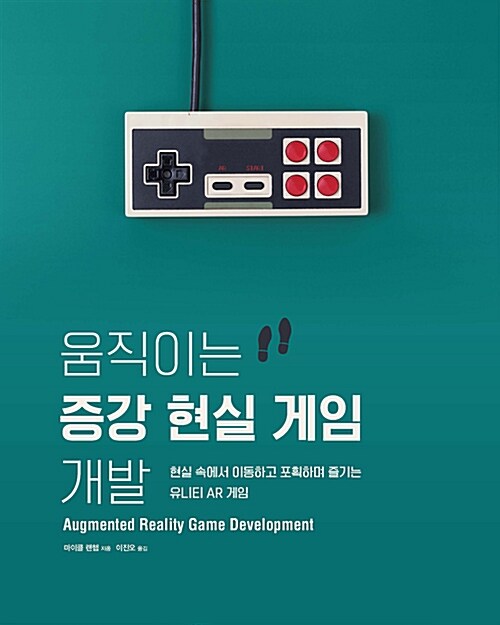 움직이는
증강 현실 게임
개발
현실 속에서 이동하고 포획하며 즐기는
유니티 AR 게임
Augmented Reality Game Development
마이클 랜햄 지음 이진오 옮김